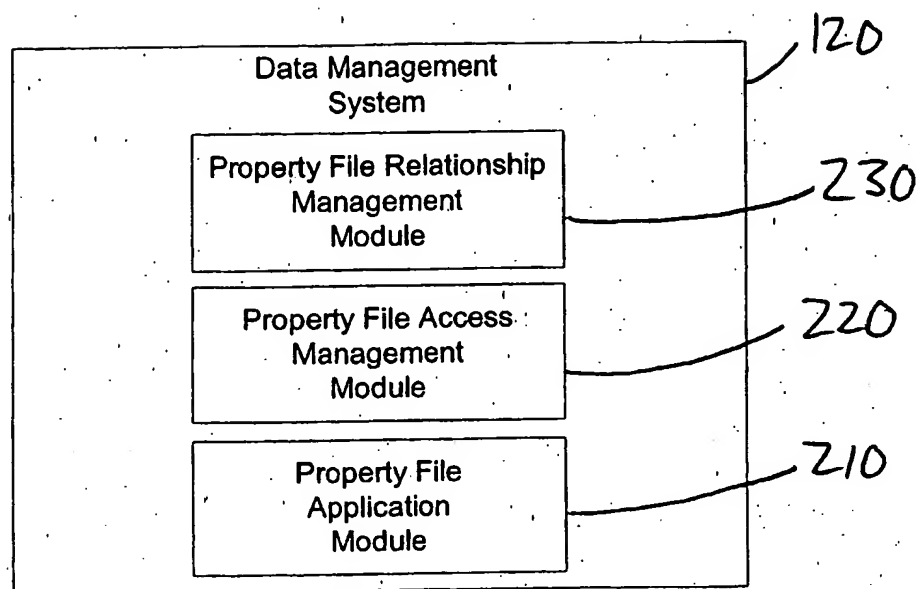 120
Data Management
System
Property File Relationship
Management
Module
230
Property File Access
Management
Module
220
Property File
Application
Module
210